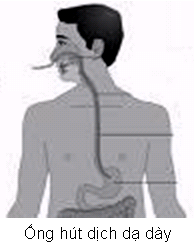 Ống hút dịch dạ dày